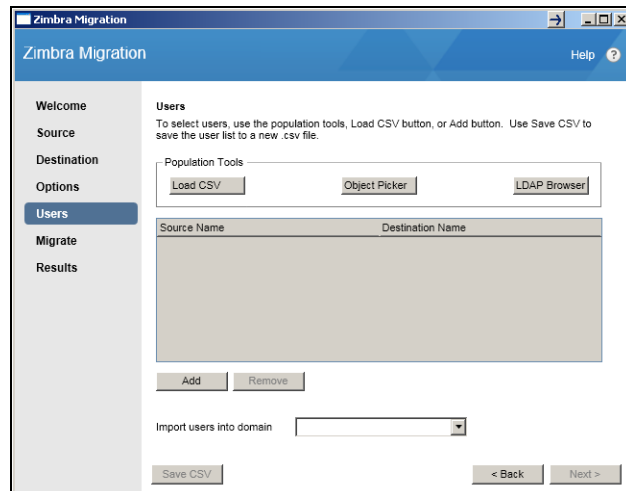 Zimbra Migration
Zimbra Migration
Help ?
Welcome
Source
Destination
Options
Users
Migrate
Results
Users
To select users, use the population tools, Load CSV button, or Add button. Use Save CSV to
save the user list to a new .csv file.
Population Tools
Load CSV
Object Picker
LDAP Browser
Source Name
Destination Name
Add
Remove
Import users into domain
Save CSV
< Back
Next >